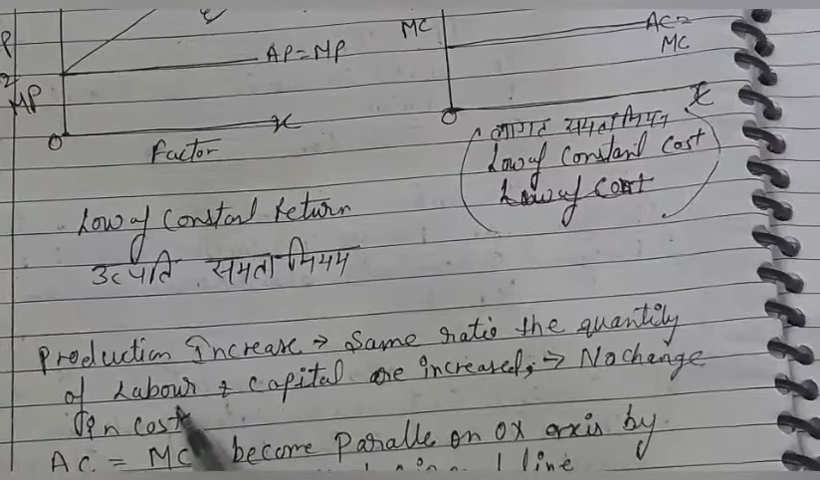 P
MC
AC =
MC
AP = MP
MP
O
x
Factor
O
x
लागत समता नियम
Law of Constant Cost
Law of Cost
Law of Constant Return
उत्पत्ति समता नियम
Production Increase → Same ratio the quantity
of Labour & Capital are increased, → No change
in cost
AC = MC become Paralle on OX axis by
line